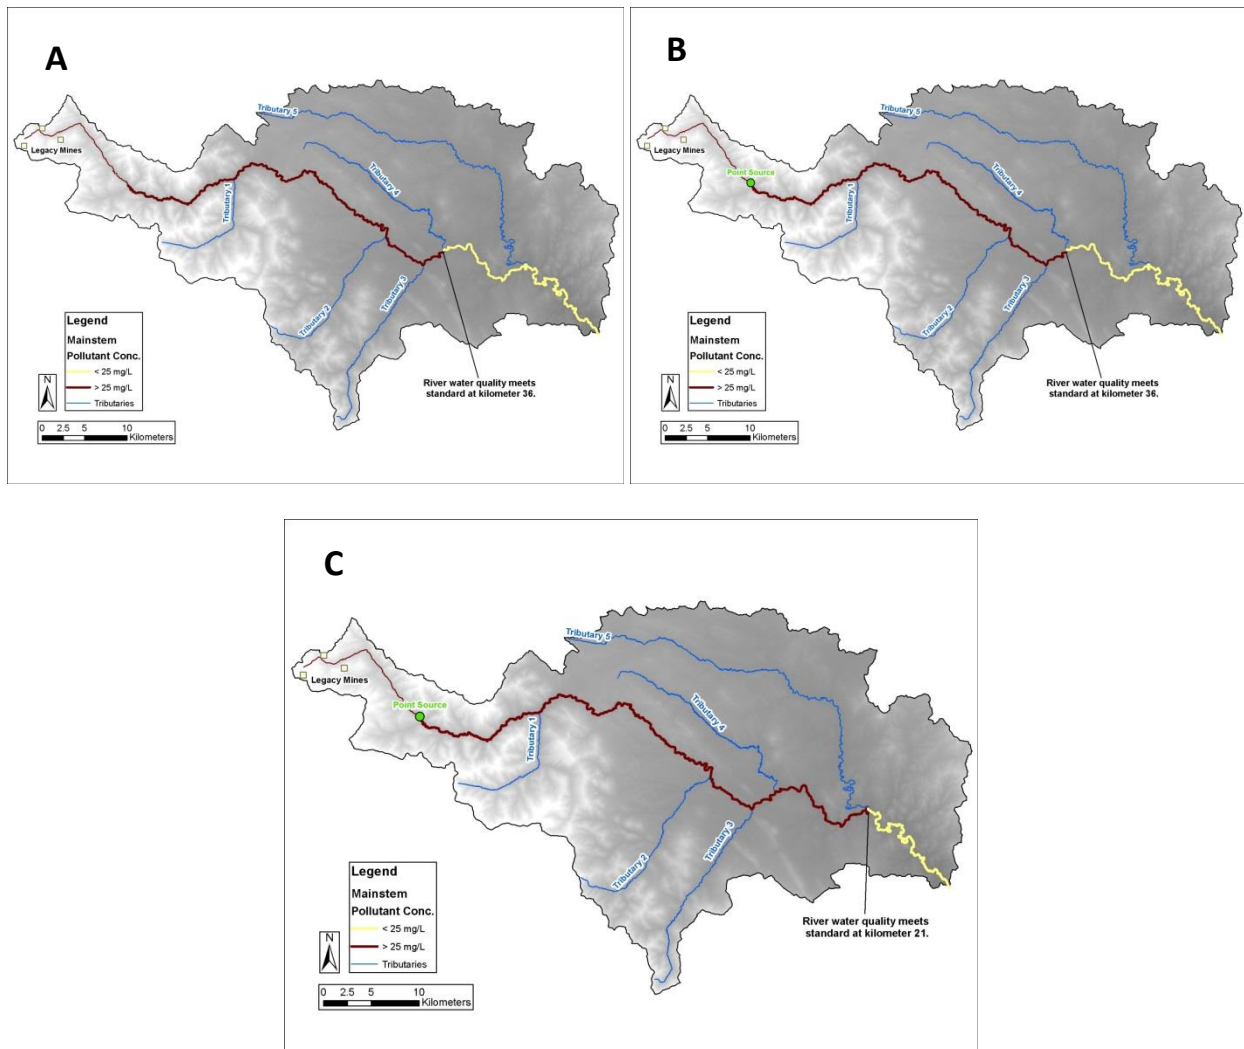 A
Tributary 5
Legacy Mines
Tributary 1
Tributary 4
Tributary 2
Tributary 3
Legend
Mainstem
Pollutant Conc.
< 25 mg/L
> 25 mg/L
Tributaries
N
0 2.5 5 10
Kilometers
River water quality meets
standard at kilometer 36.
B
Tributary 5
Legacy Mines
Point Source
Tributary 1
Tributary 4
Tributary 2
Tributary 3
Legend
Mainstem
Pollutant Conc.
< 25 mg/L
> 25 mg/L
Tributaries
N
0 2.5 5 10
Kilometers
River water quality meets
standard at kilometer 36.
C
Tributary 5
Legacy Mines
Point Source
Tributary 1
Tributary 4
Tributary 2
Tributary 3
Legend
Mainstem
Pollutant Conc.
< 25 mg/L
> 25 mg/L
Tributaries
N
0 2.5 5 10
Kilometers
River water quality meets
standard at kilometer 21.